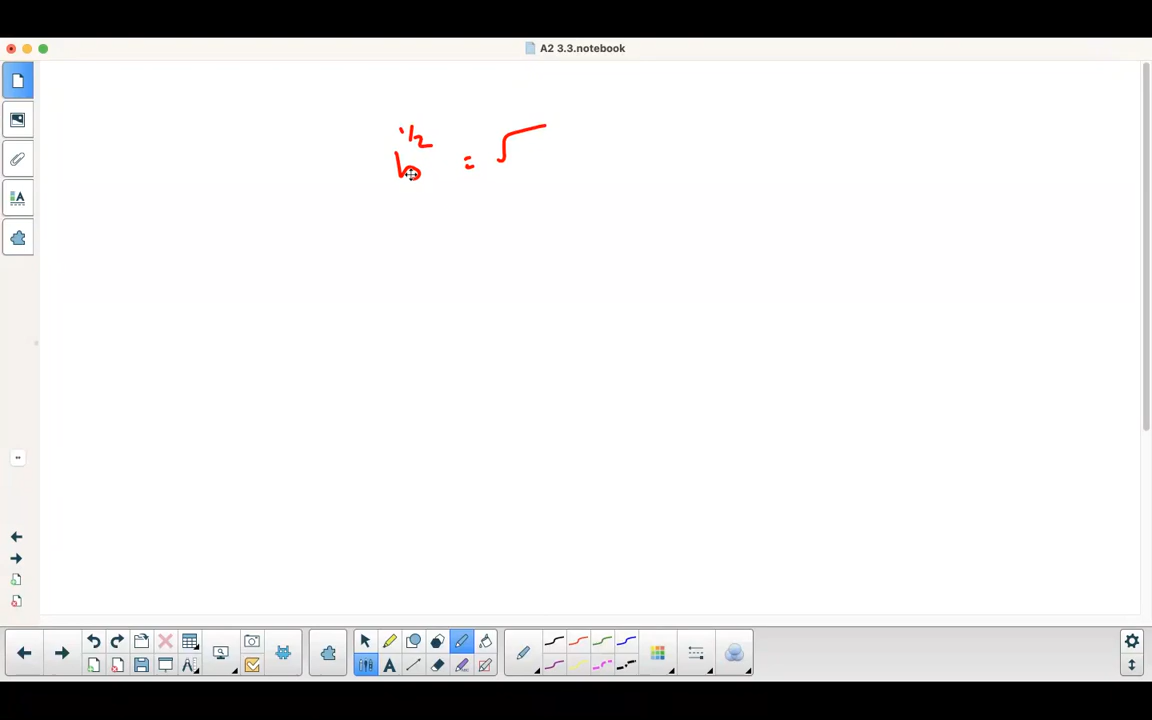 A2 3.3.notebook
b^{1/2} = √